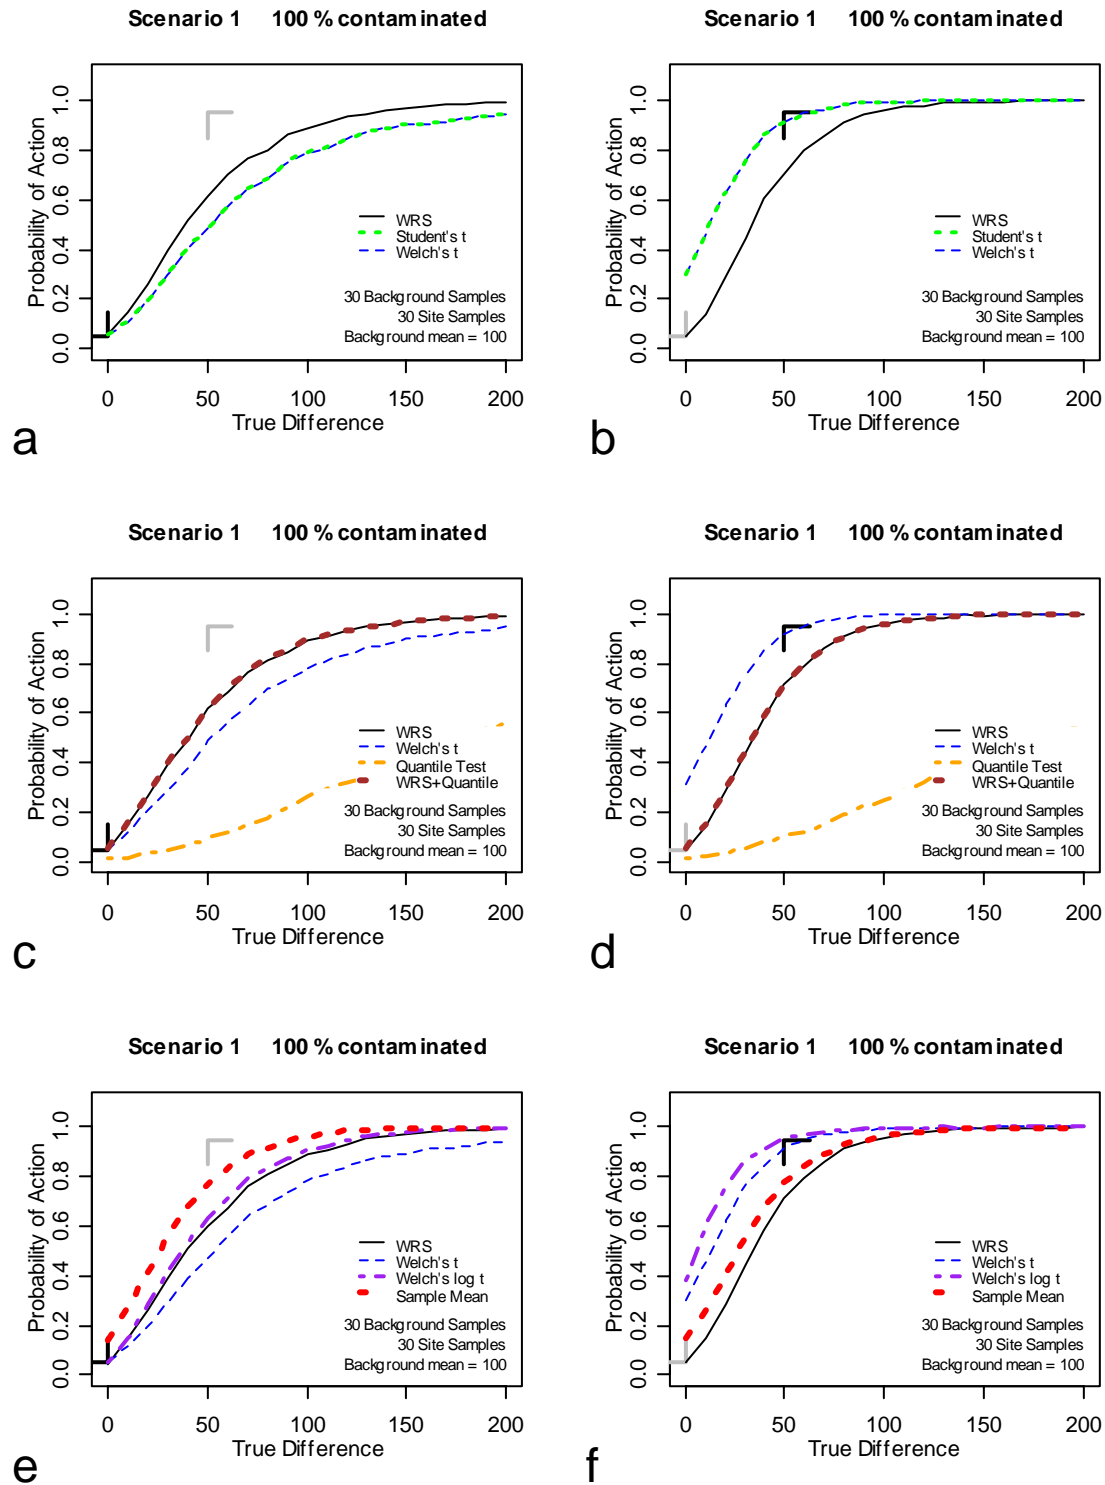 Scenario 1 100 % contaminated
Probability of Action
0.0 0.2 0.4 0.6 0.8 1.0
WRS
Student's t
Welch's t
30 Background Samples
30 Site Samples
Background mean = 100
0 50 100 150 200
True Difference
a
Scenario 1 100 % contaminated
Probability of Action
0.0 0.2 0.4 0.6 0.8 1.0
WRS
Student's t
Welch's t
30 Background Samples
30 Site Samples
Background mean = 100
0 50 100 150 200
True Difference
b
Scenario 1 100 % contaminated
Probability of Action
0.0 0.2 0.4 0.6 0.8 1.0
WRS
Welch's t
Quantile Test
WRS+Quantile
30 Background Samples
30 Site Samples
Background mean = 100
0 50 100 150 200
True Difference
c
Scenario 1 100 % contaminated
Probability of Action
0.0 0.2 0.4 0.6 0.8 1.0
WRS
Welch's t
Quantile Test
WRS+Quantile
30 Background Samples
30 Site Samples
Background mean = 100
0 50 100 150 200
True Difference
d
Scenario 1 100 % contaminated
Probability of Action
0.0 0.2 0.4 0.6 0.8 1.0
WRS
Welch's t
Welch's log t
Sample Mean
30 Background Samples
30 Site Samples
Background mean = 100
0 50 100 150 200
True Difference
e
Scenario 1 100 % contaminated
Probability of Action
0.0 0.2 0.4 0.6 0.8 1.0
WRS
Welch's t
Welch's log t
Sample Mean
30 Background Samples
30 Site Samples
Background mean = 100
0 50 100 150 200
True Difference
f